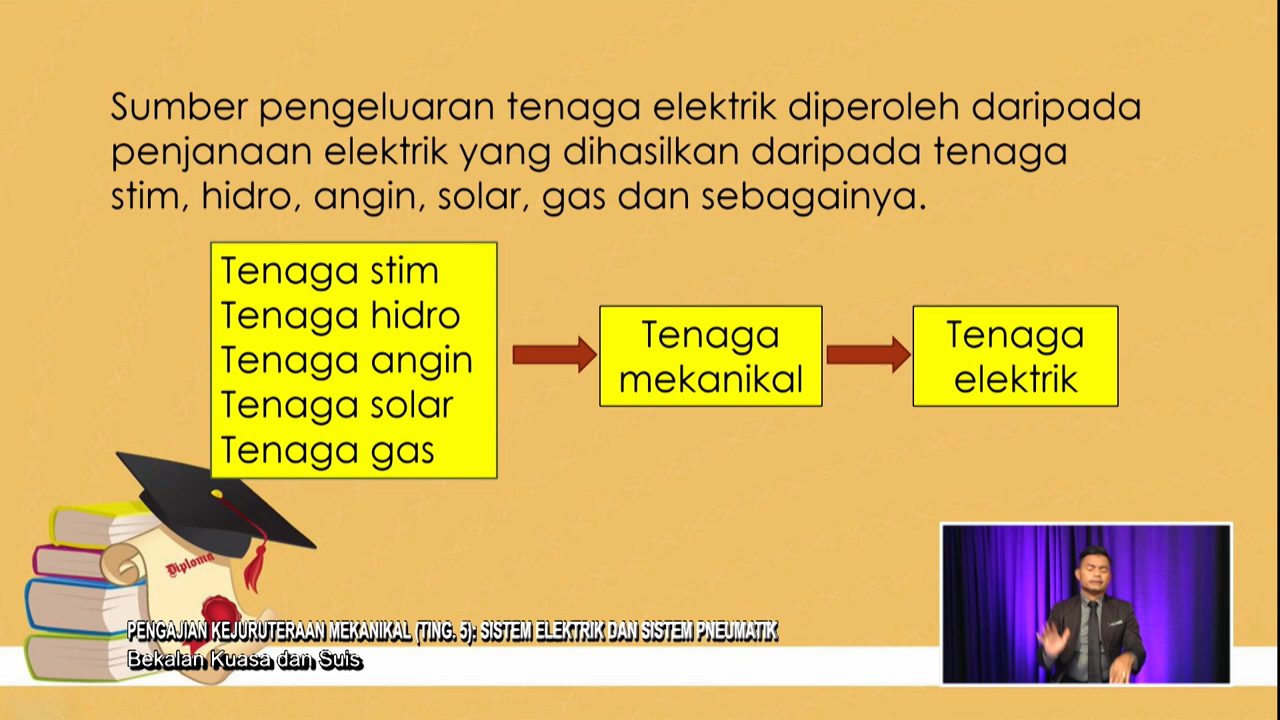 Sumber pengeluaran tenaga elektrik diperoleh daripada
penjanaan elektrik yang dihasilkan daripada tenaga
stim, hidro, angin, solar, gas dan sebagainya.
Tenaga stim
Tenaga hidro
Tenaga angin
Tenaga solar
Tenaga gas
Tenaga
mekanikal
Tenaga
elektrik
Diploma
PENGAJIAN KEJURUTERAAN MEKANIKAL (TING. 5): SISTEM ELEKTRIK DAN SISTEM PNEUMATIK
Bekalan Kuasa dan Suis